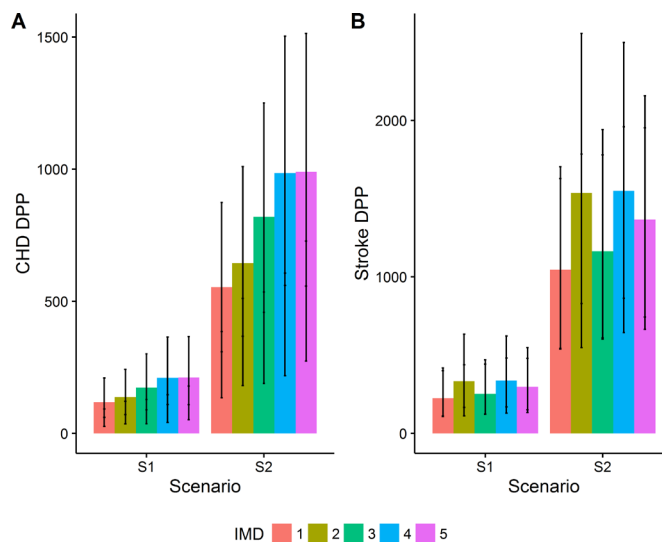 A
B
1500
1000
500
0
CHD DPP
S1
S2
Scenario
2000
1000
0
Stroke DPP
S1
S2
Scenario
IMD 1 2 3 4 5